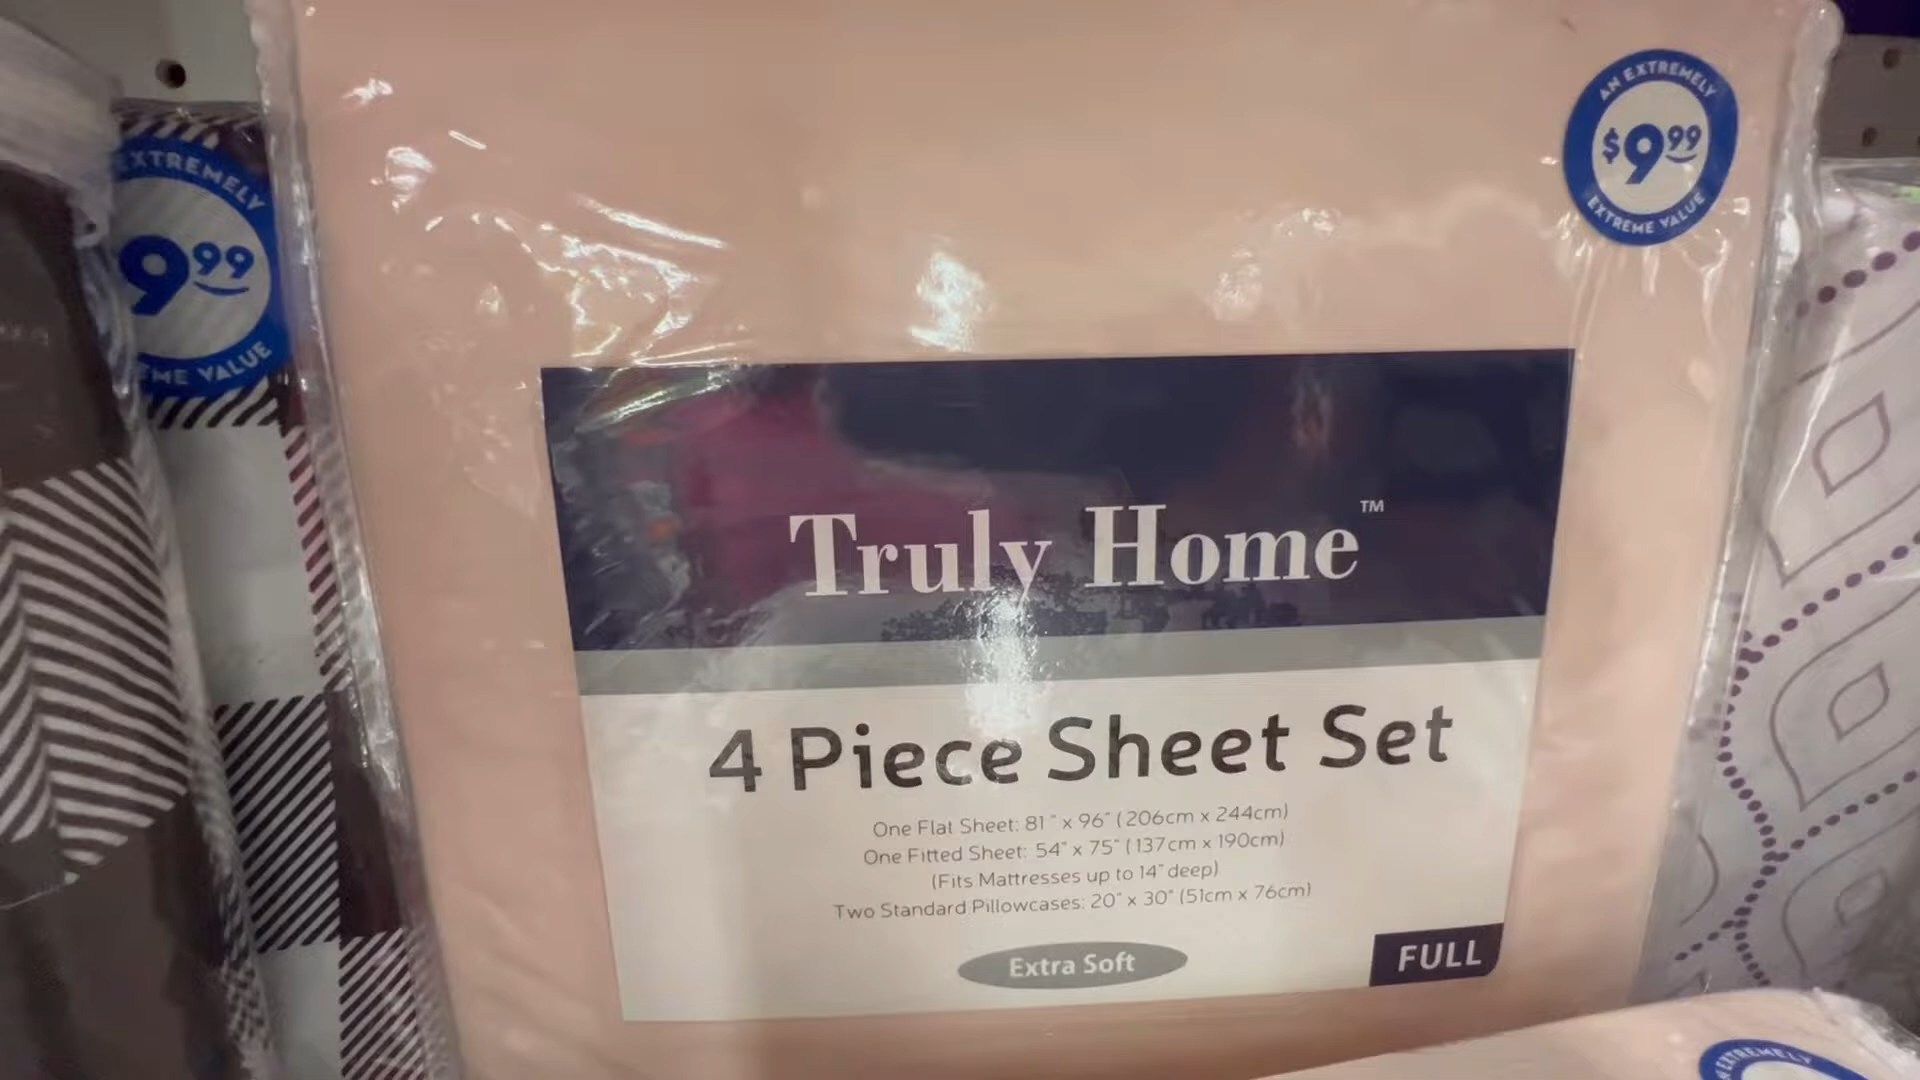 AN EXTREMELY
$9.99
EXTREME VALUE
EXTREMELY
9.99
EME VALUE
Truly Home™
4 Piece Sheet Set
One Flat Sheet: 81" x 96" (206cm x 244cm)
One Fitted Sheet: 54" x 75" (137cm x 190cm)
(Fits Mattresses up to 14" deep)
Two Standard Pillowcases: 20" x 30" (51cm x 76cm)
Extra Soft
FULL
EXTREMELY